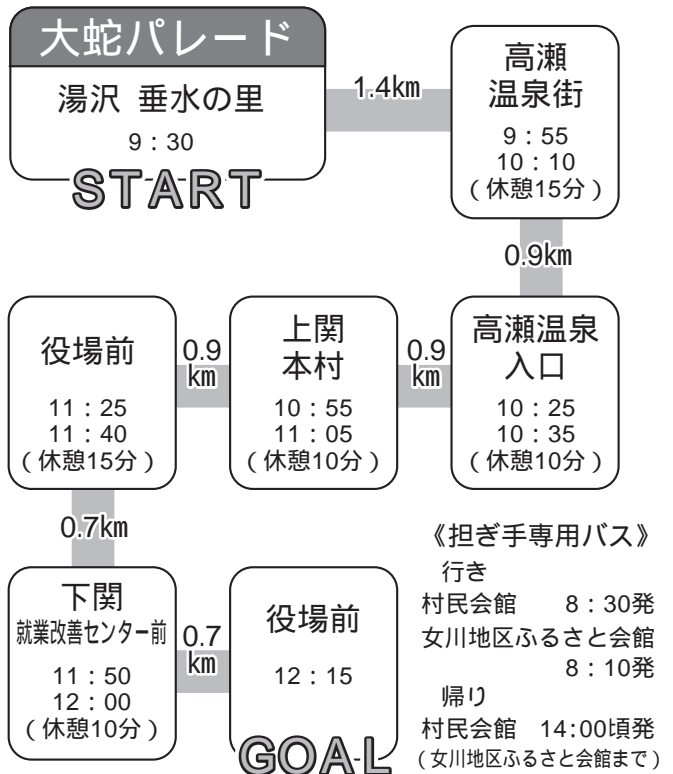 大蛇パレード
湯沢 垂水の里
9：30
START
1.4km
高瀬
温泉街
9：55
10：10
（休憩15分）
0.9km
高瀬温泉
入口
10：25
10：35
（休憩10分）
0.9
km
上関
本村
10：55
11：05
（休憩10分）
0.9
km
役場前
11：25
11：40
（休憩15分）
0.7km
下関
就業改善センター前
11：50
12：00
（休憩10分）
0.7
km
役場前
12：15
GOAL
《担ぎ手専用バス》
行き
村民会館　8：30発
女川地区ふるさと会館
8：10発
帰り
村民会館　14:00頃発
（女川地区ふるさと会館まで）